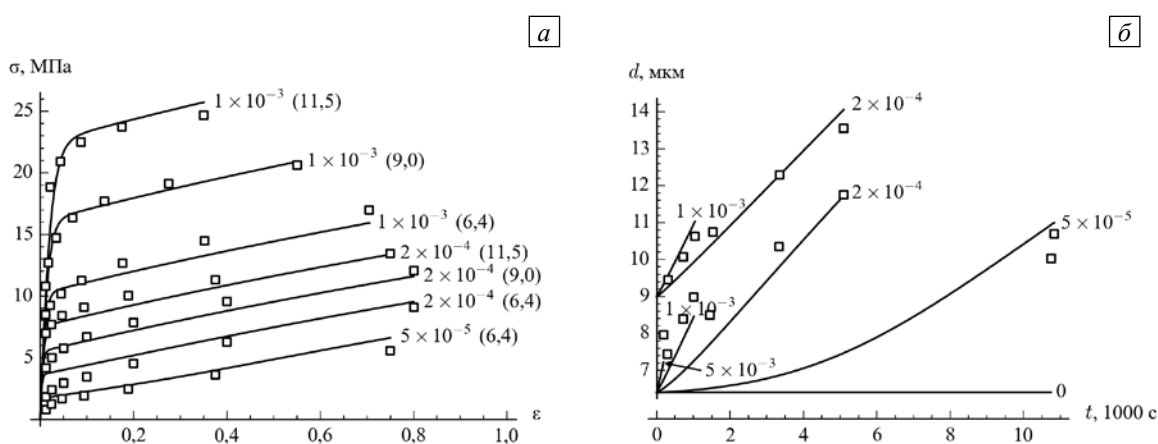 а
σ, МПа
25
20
15
10
5
0,2
0,4
0,6
0,8
1,0
ε
1 × 10⁻³ (11,5)
1 × 10⁻³ (9,0)
1 × 10⁻³ (6,4)
2 × 10⁻⁴ (11,5)
2 × 10⁻⁴ (9,0)
2 × 10⁻⁴ (6,4)
5 × 10⁻⁵ (6,4)
б
d, мкм
14
13
12
11
10
9
8
7
0
2
4
6
8
10
t, 1000 с
2 × 10⁻⁴
1 × 10⁻³
2 × 10⁻⁴
5 × 10⁻⁵
1 × 10⁻³
5 × 10⁻³
0